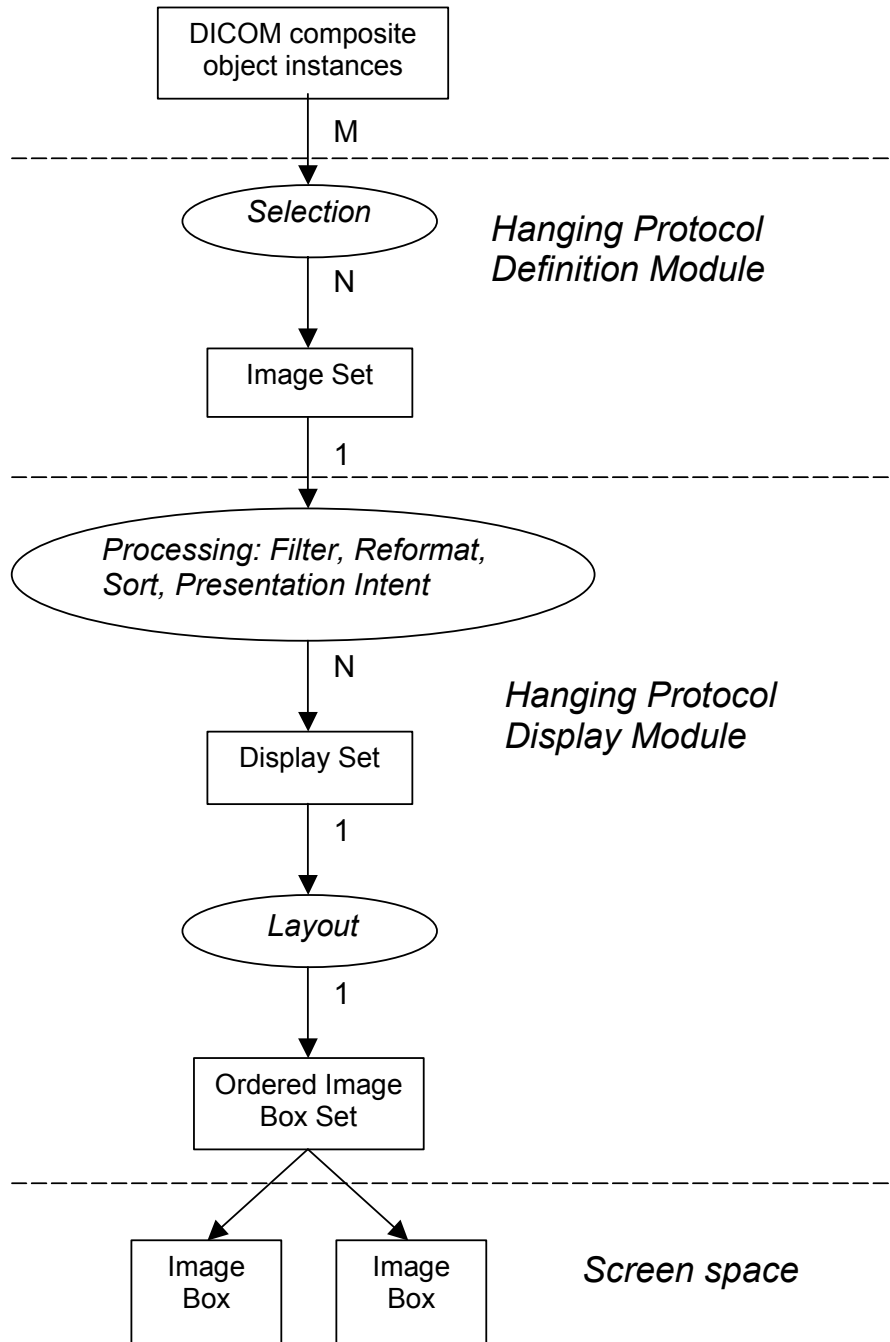 DICOM composite
object instances
M
Selection
Hanging Protocol
Definition Module
N
Image Set
1
Processing: Filter, Reformat,
Sort, Presentation Intent
N
Hanging Protocol
Display Module
Display Set
1
Layout
1
Ordered Image
Box Set
Image
Box
Image
Box
Screen space